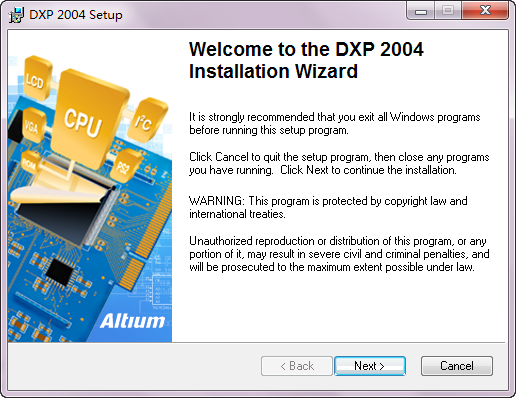 DXP 2004 Setup
LCD
CPU
I²C
VGA
PS2
Altium
Welcome to the DXP 2004
Installation Wizard
It is strongly recommended that you exit all Windows programs
before running this setup program.
Click Cancel to quit the setup program, then close any programs
you have running.  Click Next to continue the installation.
WARNING: This program is protected by copyright law and
international treaties.
Unauthorized reproduction or distribution of this program, or any
portion of it, may result in severe civil and criminal penalties, and
will be prosecuted to the maximum extent possible under law.
< Back
Next >
Cancel